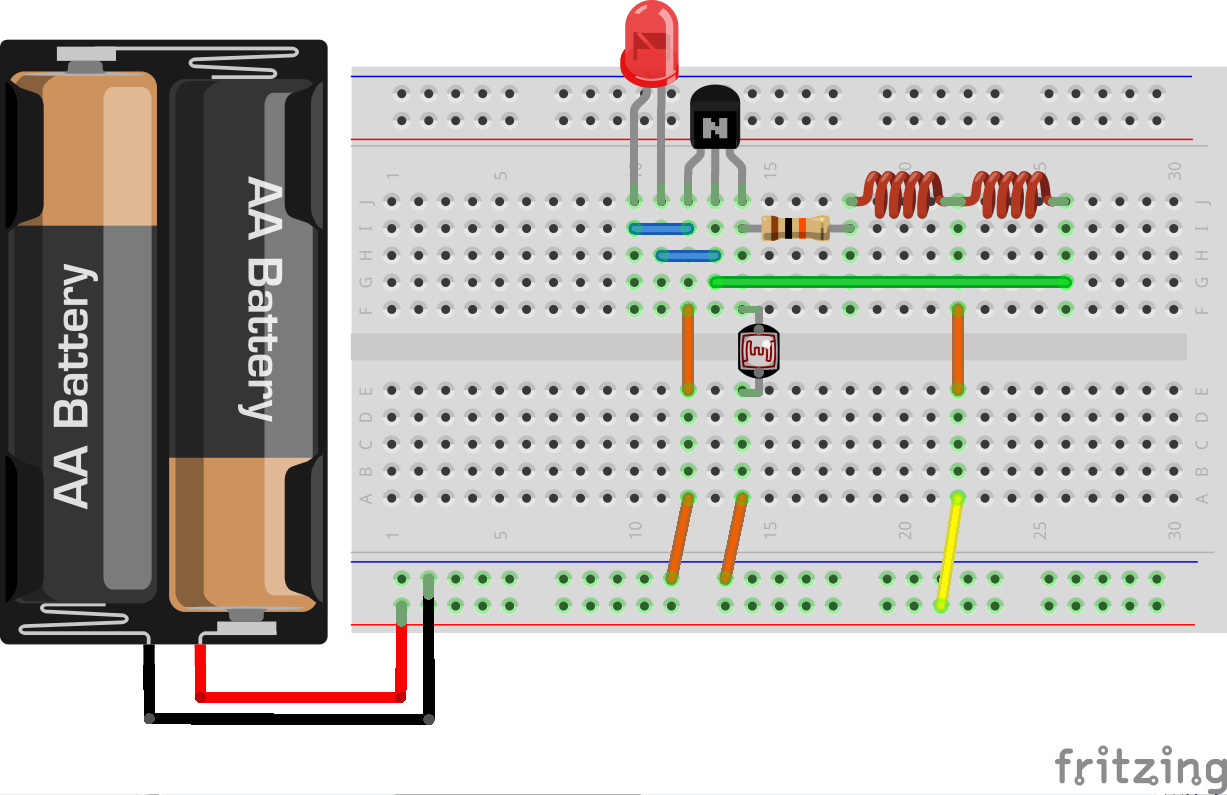 AA Battery
AA Battery
N
1 5 10 15 20 25 30
J J
I I
H H
G G
F F
E E
D D
C C
B B
A A
1 5 10 15 20 25 30
fritzing